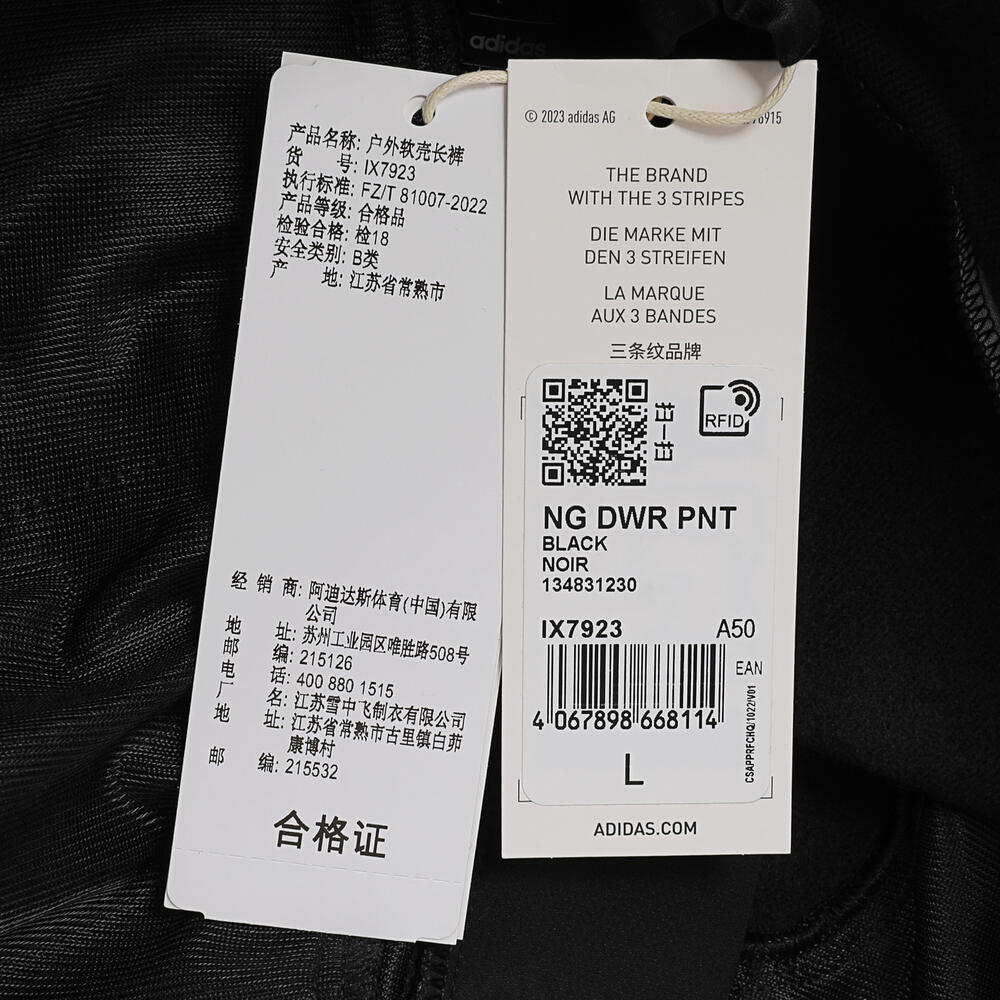 adidas
产品名称: 户外软壳长裤
货 号: IX7923
执行标准: FZ/T 81007-2022
产品等级: 合格品
检验合格: 检18
安全类别: B类
产 地: 江苏省常熟市
经 销 商: 阿迪达斯体育(中国)有限
公司
地 址: 苏州工业园区唯胜路508号
邮 编: 215126
电 话: 400 880 1515
厂 名: 江苏雪中飞制衣有限公司
地 址: 江苏省常熟市古里镇白茆
康博村
邮 编: 215532
合格证
© 2023 adidas AG
THE BRAND
WITH THE 3 STRIPES
DIE MARKE MIT
DEN 3 STREIFEN
LA MARQUE
AUX 3 BANDES
三条纹品牌
扫一扫
RFID
NG DWR PNT
BLACK
NOIR
134831230
IX7923 A50
EAN
4 067898 668114
CSAPPRFCHQ/1022/V01
L
ADIDAS.COM